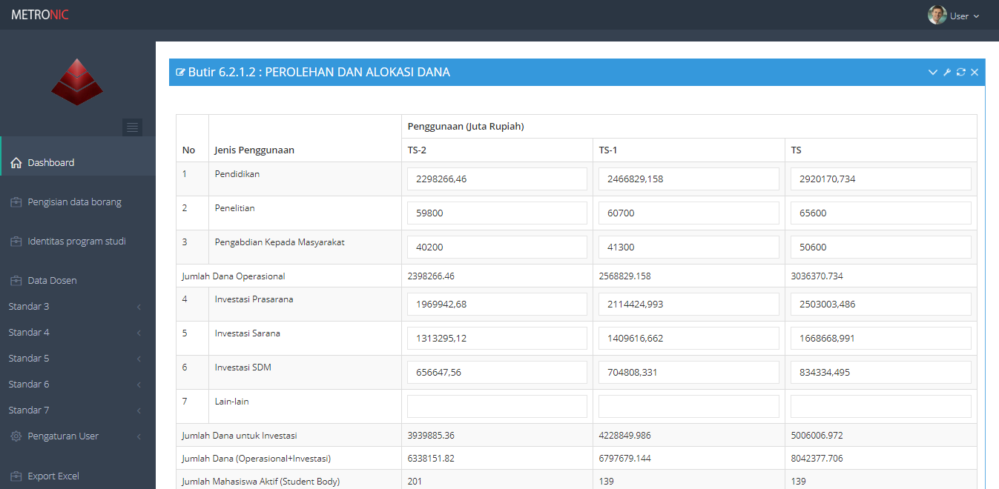 METRONIC
User
Dashboard
Pengisian data borang
Identitas program studi
Data Dosen
Standar 3
Standar 4
Standar 5
Standar 6
Standar 7
Pengaturan User
Export Excel
Butir 6.2.1.2 : PEROLEHAN DAN ALOKASI DANA
Penggunaan (Juta Rupiah)
No Jenis Penggunaan TS-2 TS-1 TS
1 Pendidikan 2298266,46 2466829,158 2920170,734
2 Penelitian 59800 60700 65600
3 Pengabdian Kepada Masyarakat 40200 41300 50600
Jumlah Dana Operasional 2398266.46 2568829.158 3036370.734
4 Investasi Prasarana 1969942,68 2114424,993 2503003,486
5 Investasi Sarana 1313295,12 1409616,662 1668668,991
6 Investasi SDM 656647,56 704808,331 834334,495
7 Lain-lain
Jumlah Dana untuk Investasi 3939885.36 4228849.986 5006006.972
Jumlah Dana (Operasional+Investasi) 6338151.82 6797679.144 8042377.706
Jumlah Mahasiswa Aktif (Student Body) 201 139 139